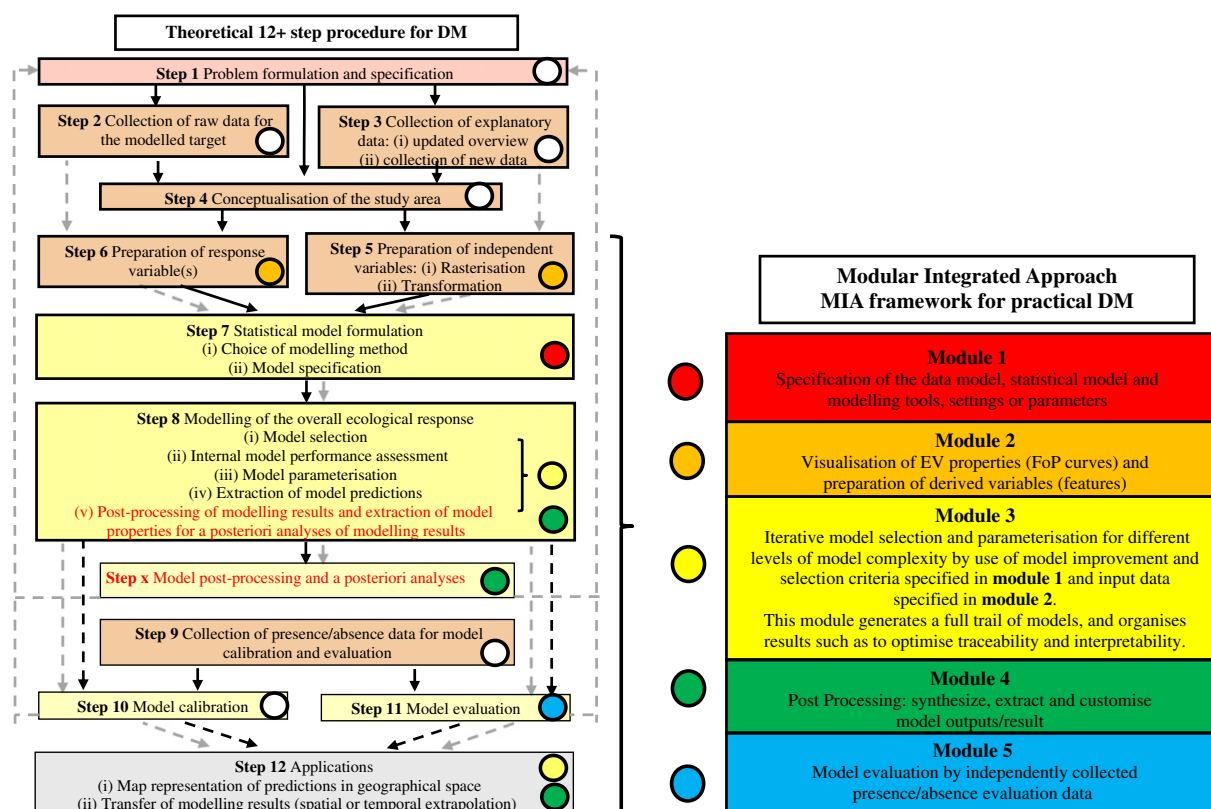 Theoretical 12+ step procedure for DM
Step 1 Problem formulation and specification
Step 2 Collection of raw data for
the modelled target
Step 3 Collection of explanatory
data: (i) updated overview
(ii) collection of new data
Step 4 Conceptualisation of the study area
Step 6 Preparation of response
variable(s)
Step 5 Preparation of independent
variables: (i) Rasterisation
(ii) Transformation
Step 7 Statistical model formulation
(i) Choice of modelling method
(ii) Model specification
Step 8 Modelling of the overall ecological response
(i) Model selection
(ii) Internal model performance assessment
(iii) Model parameterisation
(iv) Extraction of model predictions
(v) Post-processing of modelling results and extraction of model
properties for a posteriori analyses of modelling results
Step x Model post-processing and a posteriori analyses
Step 9 Collection of presence/absence data for model
calibration and evaluation
Step 10 Model calibration
Step 11 Model evaluation
Step 12 Applications
(i) Map representation of predictions in geographical space
(ii) Transfer of modelling results (spatial or temporal extrapolation)
Modular Integrated Approach
MIA framework for practical DM
Module 1
Specification of the data model, statistical model and
modelling tools, settings or parameters
Module 2
Visualisation of EV properties (FoP curves) and
preparation of derived variables (features)
Module 3
Iterative model selection and parameterisation for different
levels of model complexity by use of model improvement and
selection criteria specified in module 1 and input data
specified in module 2.
This module generates a full trail of models, and organises
results such as to optimise traceability and interpretability.
Module 4
Post Processing: synthesize, extract and customise
model outputs/result
Module 5
Model evaluation by independently collected
presence/absence evaluation data